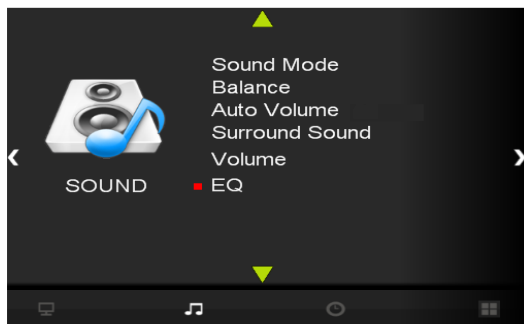 Sound Mode
Balance
Auto Volume
Surround Sound
Volume
SOUND
EQ